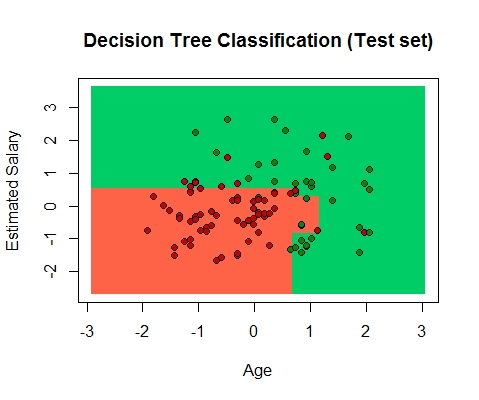 Decision Tree Classification (Test set)
Estimated Salary
3
2
1
0
-1
-2
-3 -2 -1 0 1 2 3
Age